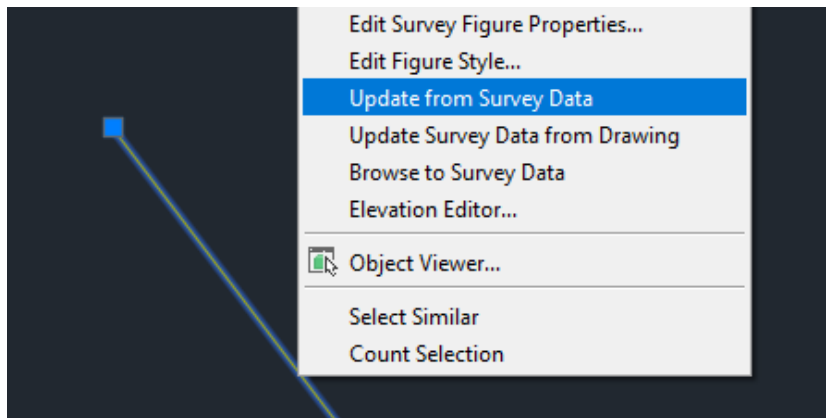 Edit Survey Figure Properties...
Edit Figure Style...
Update from Survey Data
Update Survey Data from Drawing
Browse to Survey Data
Elevation Editor...
Object Viewer...
Select Similar
Count Selection